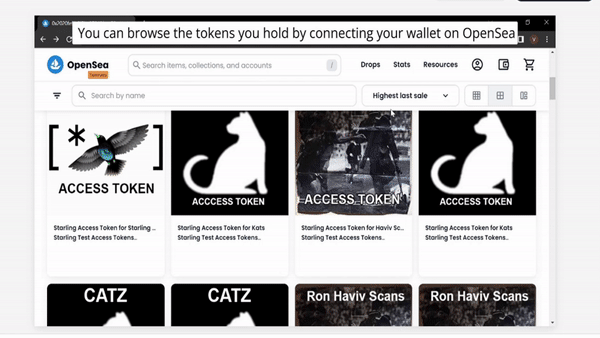 You can browse the tokens you hold by connecting your wallet on OpenSea
OpenSea
Search items, collections, and accounts
/
Drops
Stats
Resources
Search by name
Highest last sale
[*]
ACCESS TOKEN
Starling Access Token for Starling ...
Starling Test Access Tokens..
ACCCESS TOKEN
Starling Access Token for Kats
Starling Test Access Tokens..
ACCESS TOKEN
Starling Access Token for Haviv Sc...
Starling Test Access Tokens..
ACCCESS TOKEN
Starling Access Token for Kats
Starling Test Access Tokens..
CATZ
CATZ
Ron Haviv Scans
Ron Haviv Scans